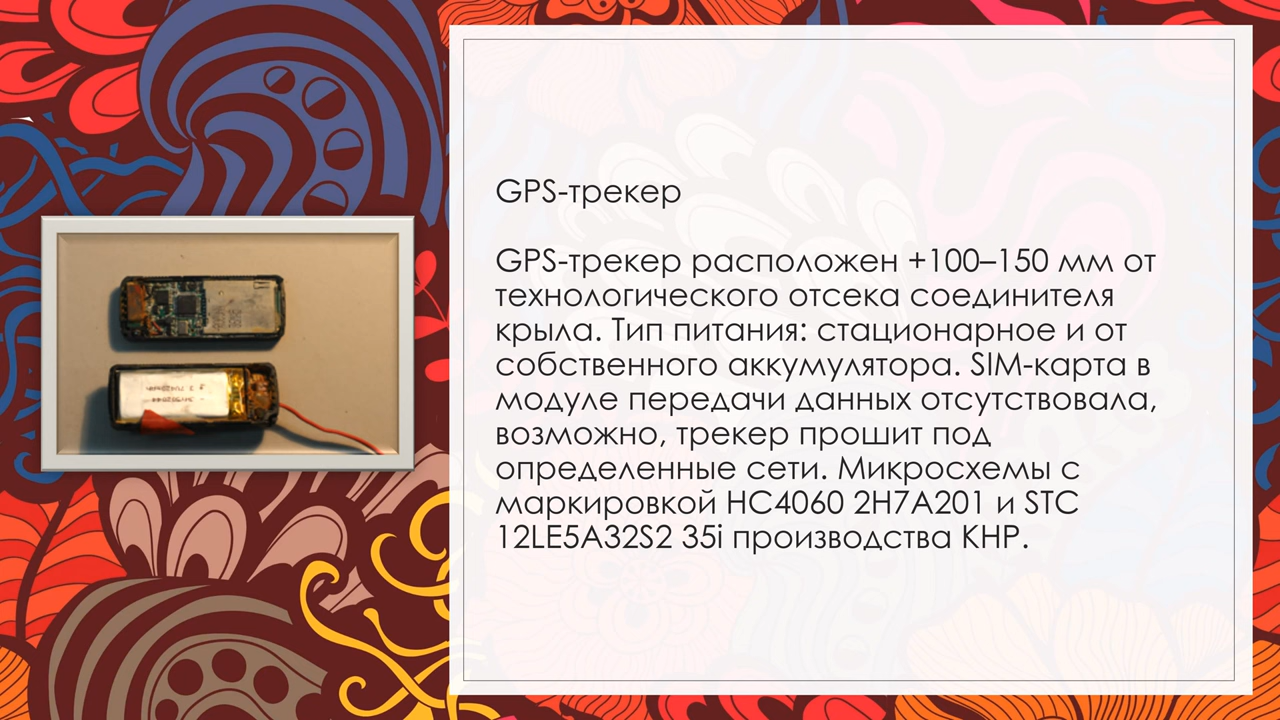 GPS-трекер
GPS-трекер расположен +100–150 мм от
технологического отсека соединителя
крыла. Тип питания: стационарное и от
собственного аккумулятора. SIM-карта в
модуле передачи данных отсутствовала,
возможно, трекер прошит под
определенные сети. Микросхемы с
маркировкой HC4060 2H7A201 и STC
12LE5A32S2 35i производства КНР.